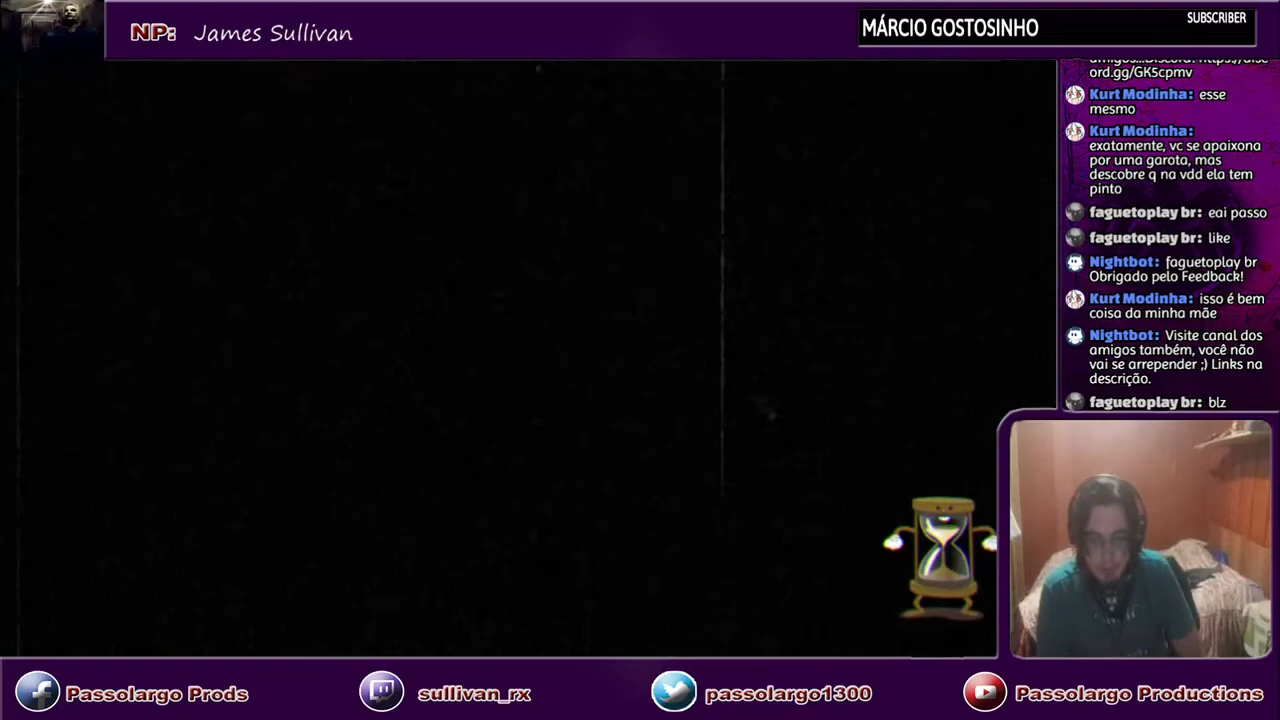 NP: James Sullivan
MÁRCIO GOSTOSINHO
SUBSCRIBER
ord.gg/GK5cpmv
Kurt Modinha: esse
mesmo
Kurt Modinha:
exatamente, vc se apaixona
por uma garota, mas
descobre q na vdd ela tem
pinto
faguetoplay br: eai passo
faguetoplay br: like
Nightbot: faguetoplay br
Obrigado pelo Feedback!
Kurt Modinha: isso é bem
coisa da minha mãe
Nightbot: Visite canal dos
amigos também, você não
vai se arrepender ;) Links na
descrição.
faguetoplay br: blz
Passolargo Prods
sullivan_rx
passolargo1300
Passolargo Productions